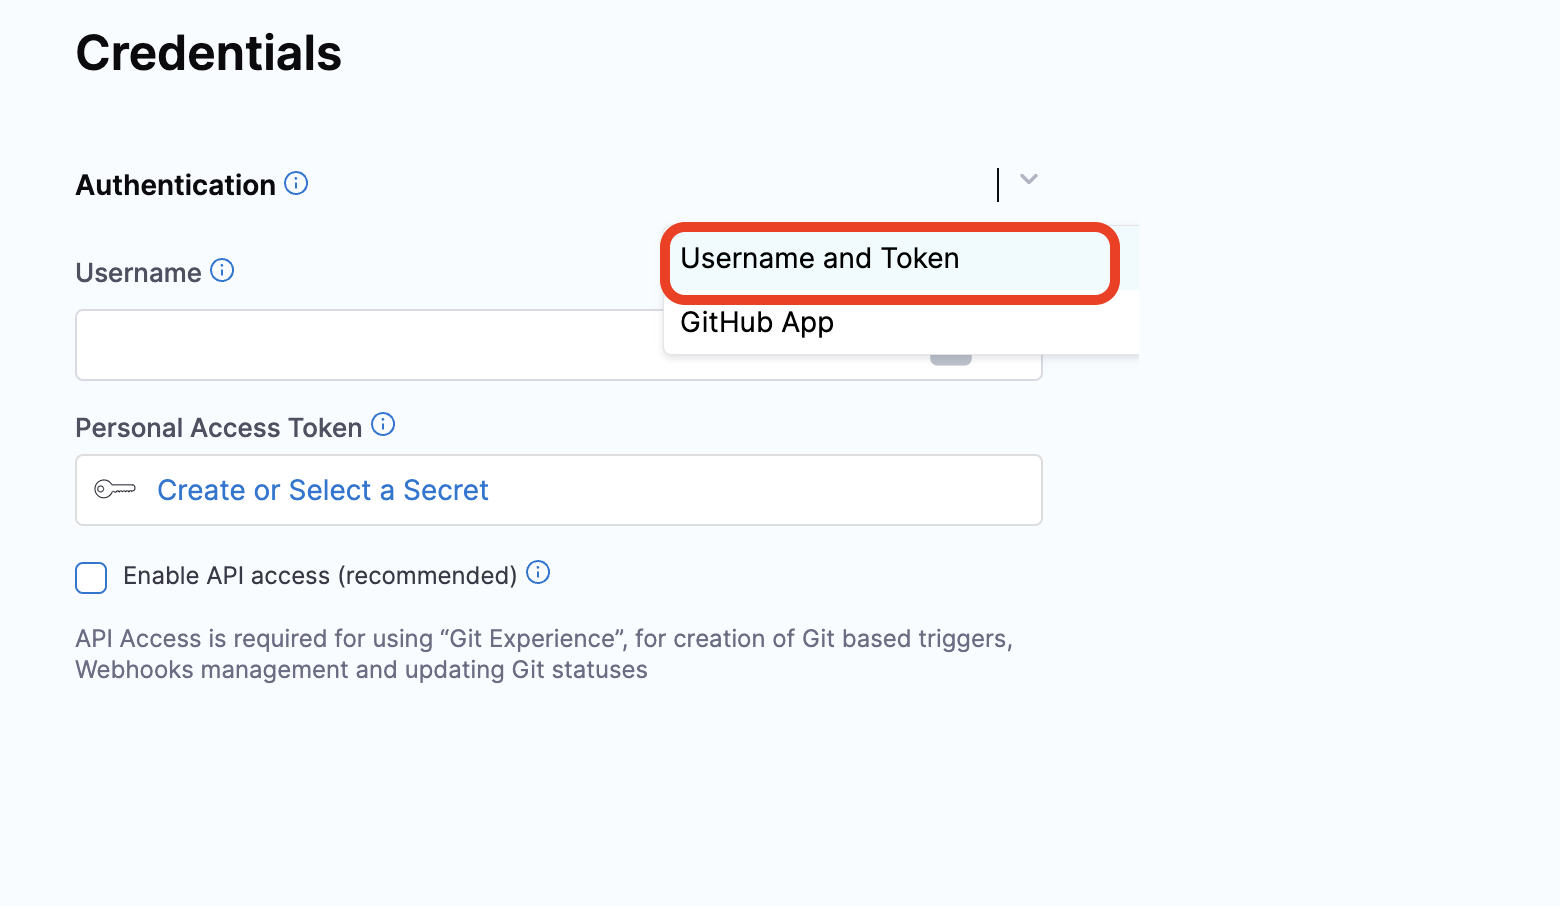 Credentials
Authentication
Username and Token
Username
GitHub App
Personal Access Token
Create or Select a Secret
Enable API access (recommended)
API Access is required for using “Git Experience”, for creation of Git based triggers,
Webhooks management and updating Git statuses